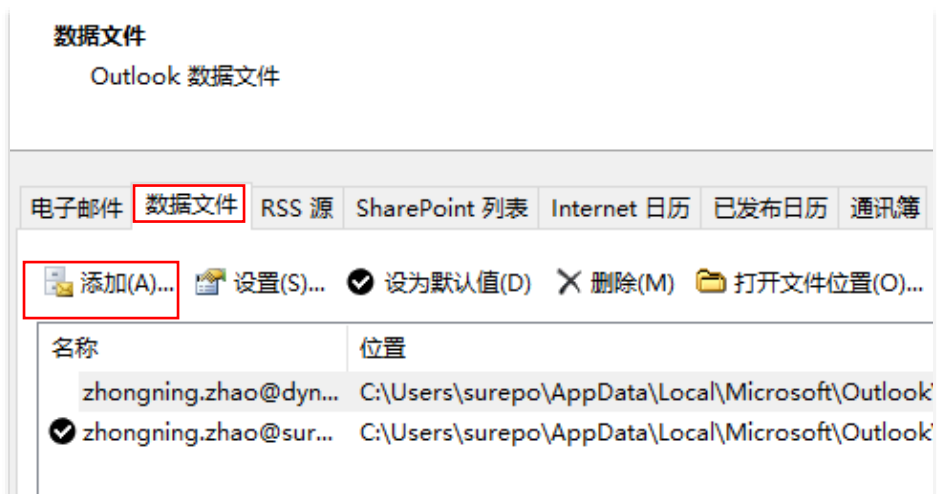 数据文件
Outlook 数据文件
电子邮件 数据文件 RSS 源 SharePoint 列表 Internet 日历 已发布日历 通讯簿
添加(A)... 设置(S)... 设为默认值(D) 删除(M) 打开文件位置(O)...
名称 位置
zhongning.zhao@dyn... C:\Users\surepo\AppData\Local\Microsoft\Outlook\
zhongning.zhao@sur... C:\Users\surepo\AppData\Local\Microsoft\Outlook\